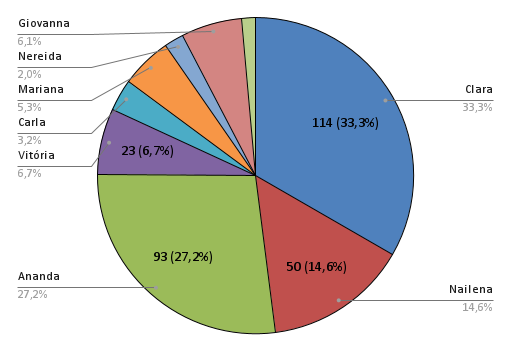 Giovanna
6,1%
Nereida
2,0%
Mariana
5,3%
Carla
3,2%
Vitória
6,7%
Ananda
27,2%
Clara
33,3%
Nailena
14,6%
114 (33,3%)
23 (6,7%)
93 (27,2%)
50 (14,6%)